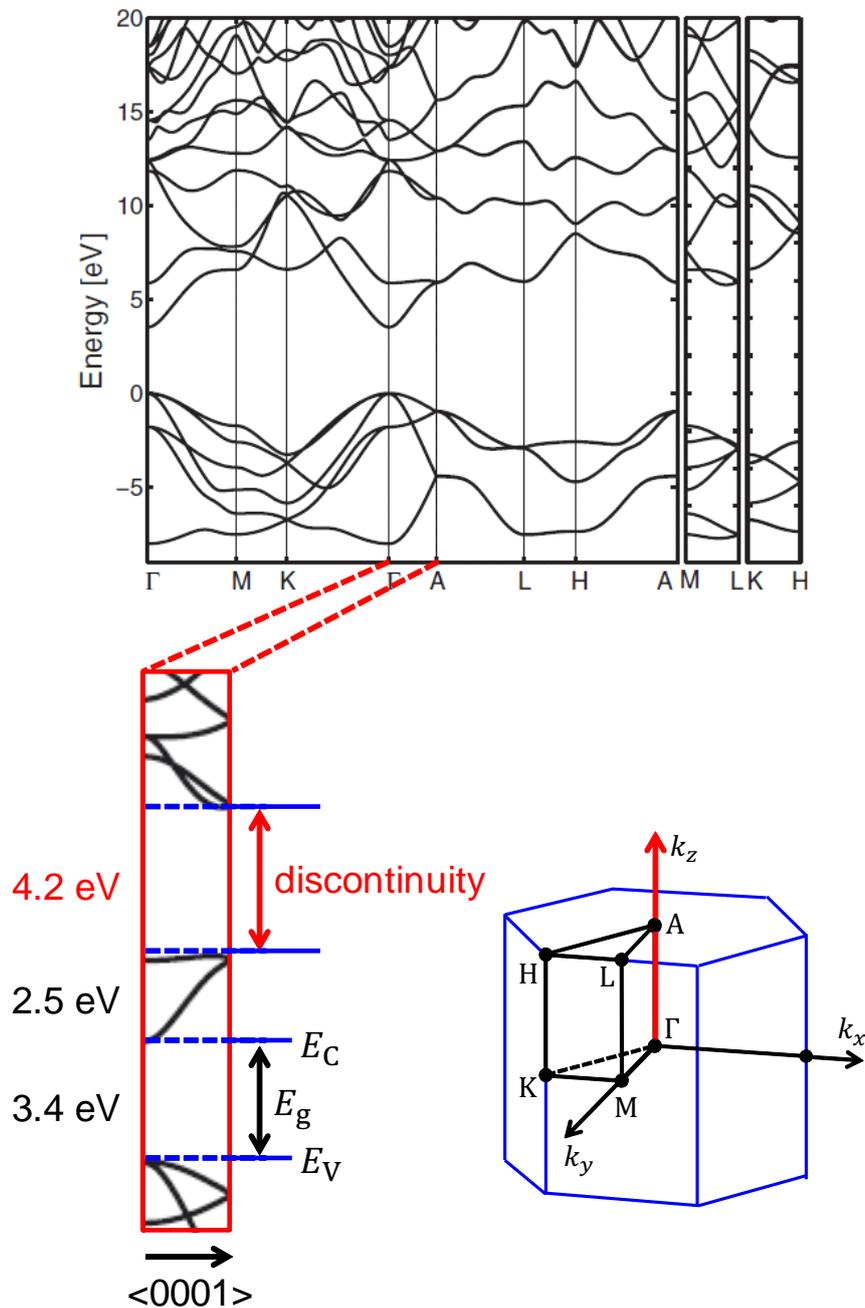 20
15
10
5
0
−5
Energy [eV]
Γ M K Γ A L H A M L K H
4.2 eV
discontinuity
2.5 eV
E_C
3.4 eV
E_g
E_V
<0001>
k_z
A
H
L
Γ
k_x
K
M
k_y